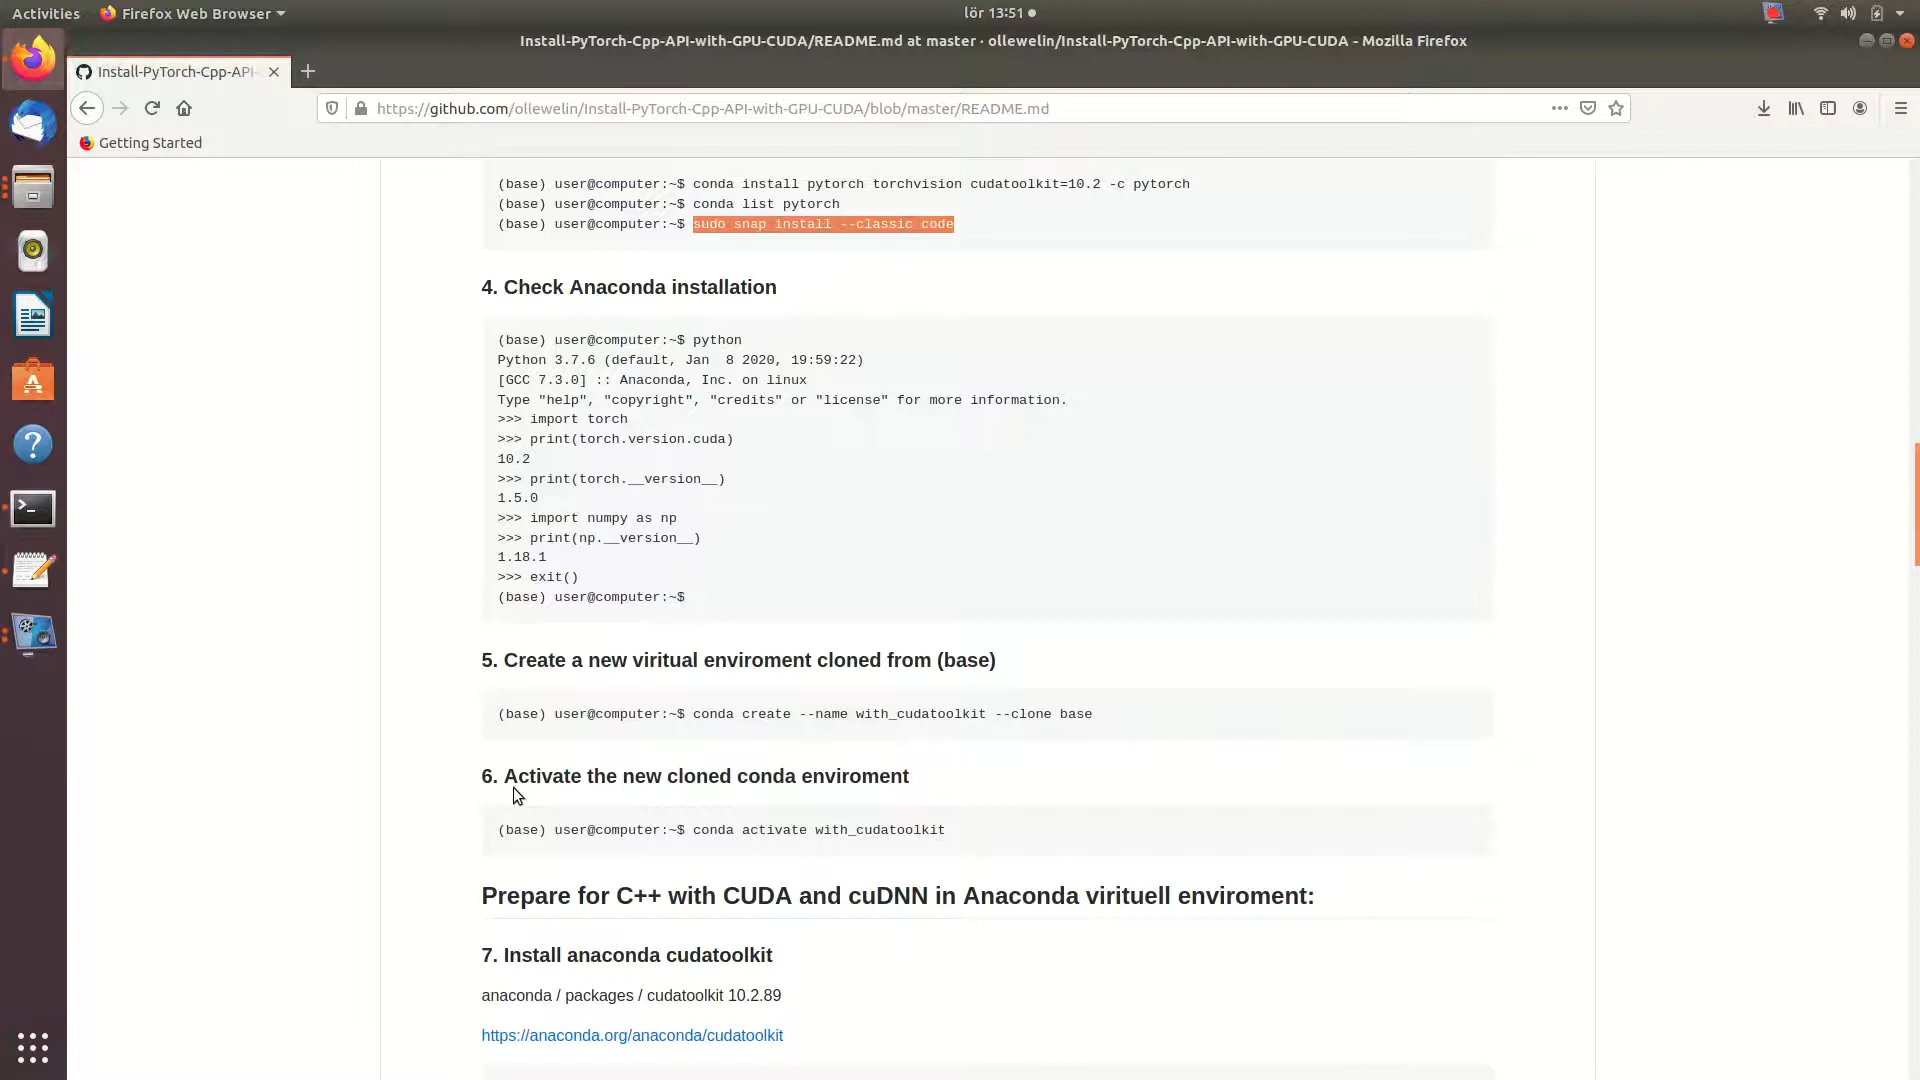 Activities
Firefox Web Browser
lör 13:51
Install-PyTorch-Cpp-API-with-GPU-CUDA/README.md at master · ollewelin/Install-PyTorch-Cpp-API-with-GPU-CUDA - Mozilla Firefox
Install-PyTorch-Cpp-API-
https://github.com/ollewelin/Install-PyTorch-Cpp-API-with-GPU-CUDA/blob/master/README.md
Getting Started
(base) user@computer:~$ conda install pytorch torchvision cudatoolkit=10.2 -c pytorch
(base) user@computer:~$ conda list pytorch
(base) user@computer:~$ sudo snap install --classic code
4. Check Anaconda installation
(base) user@computer:~$ python
Python 3.7.6 (default, Jan  8 2020, 19:59:22)
[GCC 7.3.0] :: Anaconda, Inc. on linux
Type "help", "copyright", "credits" or "license" for more information.
>>> import torch
>>> print(torch.version.cuda)
10.2
>>> print(torch.__version__)
1.5.0
>>> import numpy as np
>>> print(np.__version__)
1.18.1
>>> exit()
(base) user@computer:~$
5. Create a new viritual enviroment cloned from (base)
(base) user@computer:~$ conda create --name with_cudatoolkit --clone base
6. Activate the new cloned conda enviroment
(base) user@computer:~$ conda activate with_cudatoolkit
Prepare for C++ with CUDA and cuDNN in Anaconda virituell enviroment:
7. Install anaconda cudatoolkit
anaconda / packages / cudatoolkit 10.2.89
https://anaconda.org/anaconda/cudatoolkit